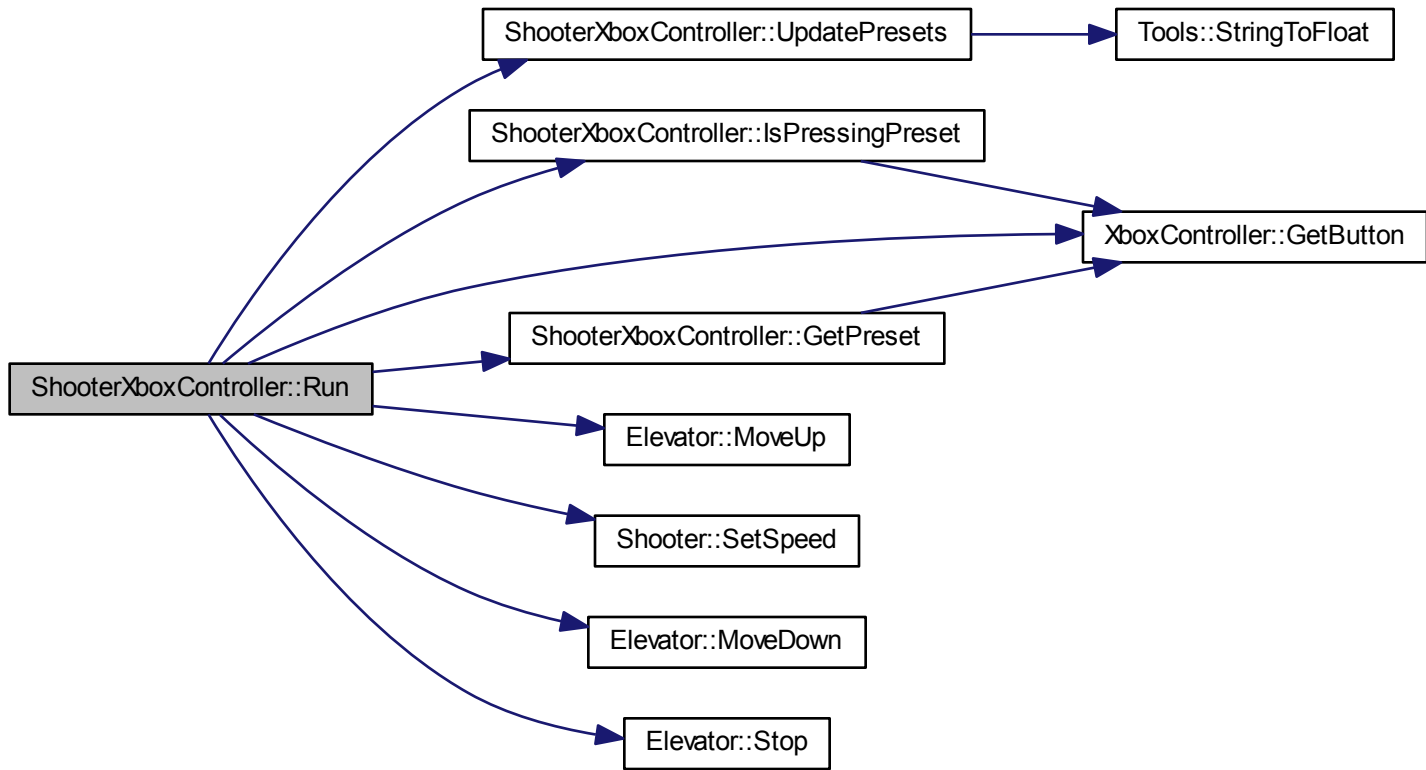 ShooterXboxController::UpdatePresets
Tools::StringToFloat
ShooterXboxController::IsPressingPreset
XboxController::GetButton
ShooterXboxController::GetPreset
ShooterXboxController::Run
Elevator::MoveUp
Shooter::SetSpeed
Elevator::MoveDown
Elevator::Stop